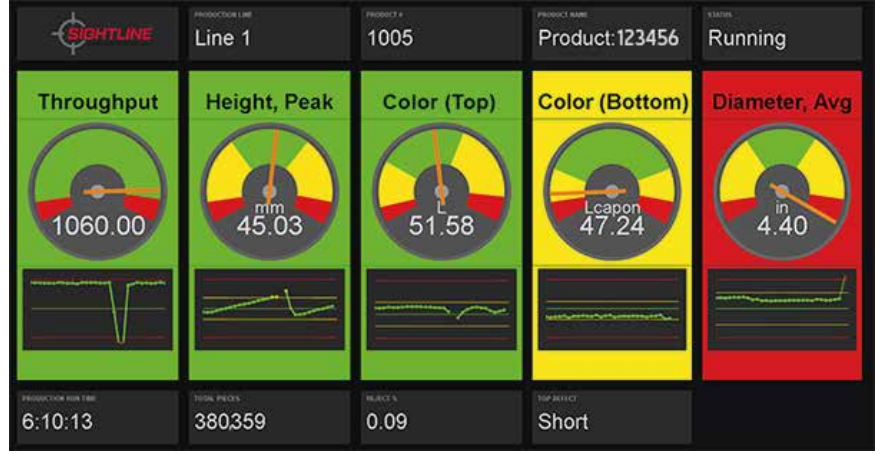 SIGHTLINE
PRODUCTION LINE
Line 1
PRODUCT #
1005
PRODUCT NAME
Product:123456
STATUS
Running
Throughput
1060.00
Height, Peak
mm
45.03
Color (Top)
L
51.58
Color (Bottom)
Lcapon
47.24
Diameter, Avg
in
4.40
PRODUCTION RUN TIME
6:10:13
TOTAL PIECES
380,359
REJECT %
0.09
TOP DEFECT
Short